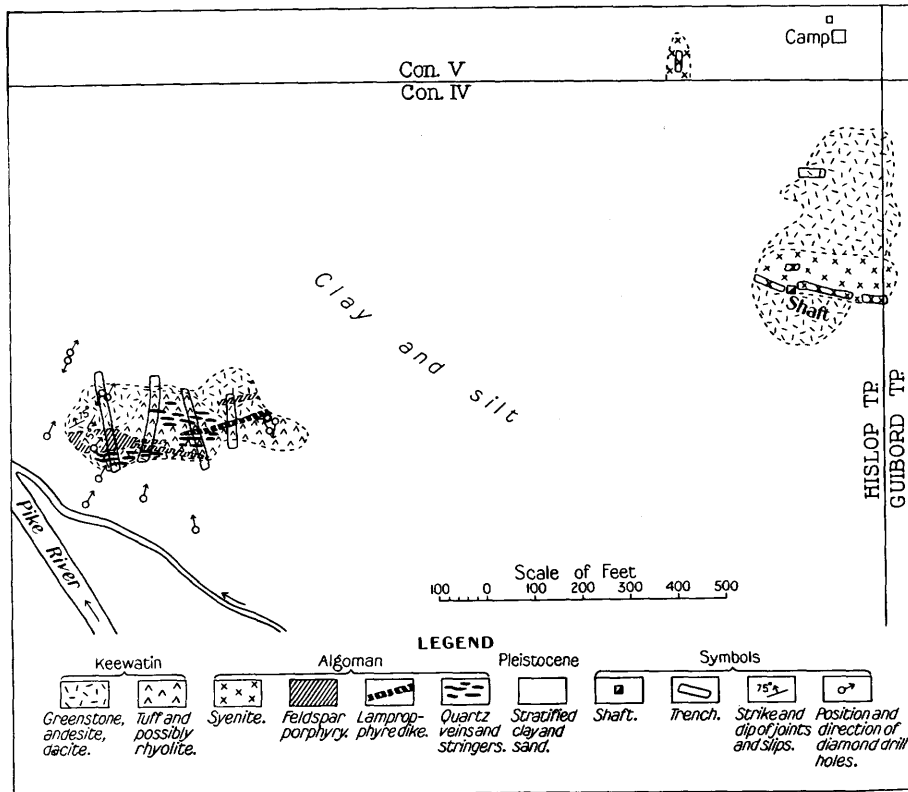 Camp
Con. V
Con. IV
Shaft
Clay and silt
HISLOP TP.
GUIBORD TP.
75°
Pike River
Scale of Feet
100 0 100 200 300 400 500
LEGEND
Keewatin
Algoman
Pleistocene
Symbols
75°
Greenstone,
andesite,
dacite.
Tuff and
possibly
rhyolite.
Syenite.
Feldspar
porphyry.
Lamprop-
phyre dike.
Quartz
veins and
stringers.
Stratified
clay and
sand.
Shaft.
Trench.
Strike and
dip of joints
and slips.
Position and
direction of
diamond drill
holes.